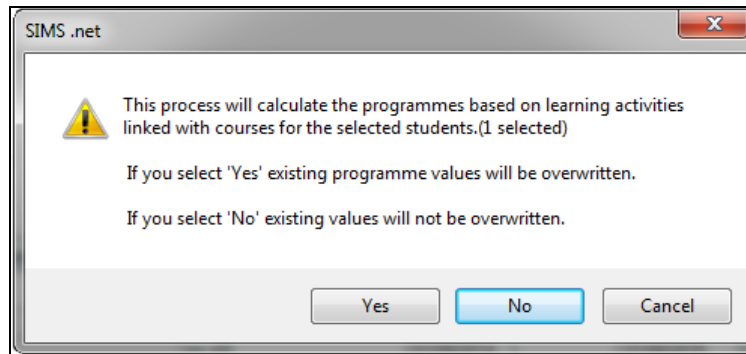 SIMS .net
This process will calculate the programmes based on learning activities
linked with courses for the selected students.(1 selected)
If you select 'Yes' existing programme values will be overwritten.
If you select 'No' existing values will not be overwritten.
Yes No Cancel